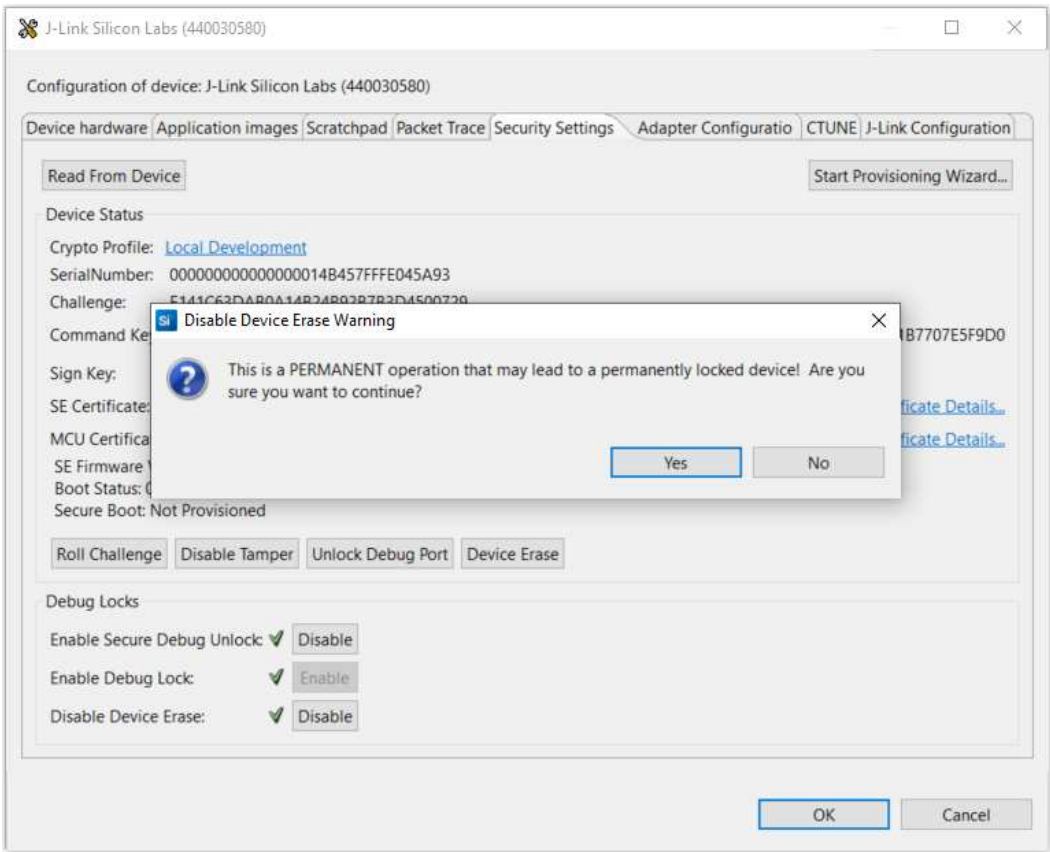 J-Link Silicon Labs (440030580)
Configuration of device: J-Link Silicon Labs (440030580)
Device hardware Application images Scratchpad Packet Trace Security Settings Adapter Configuratio CTUNE J-Link Configuration
Read From Device Start Provisioning Wizard...
Device Status
Crypto Profile: Local Development
SerialNumber: 000000000000000014B457FFFE045A93
Challenge:
Si Disable Device Erase Warning
Command Ke 1B7707E5F9D0
This is a PERMANENT operation that may lead to a permanently locked device! Are you
sure you want to continue?
Sign Key:
SE Certificate: ficate Details...
MCU Certifica ficate Details...
Yes No
SE Firmware
Boot Status:
Secure Boot: Not Provisioned
Roll Challenge Disable Tamper Unlock Debug Port Device Erase
Debug Locks
Enable Secure Debug Unlock: Disable
Enable Debug Lock: Enable
Disable Device Erase: Disable
OK Cancel